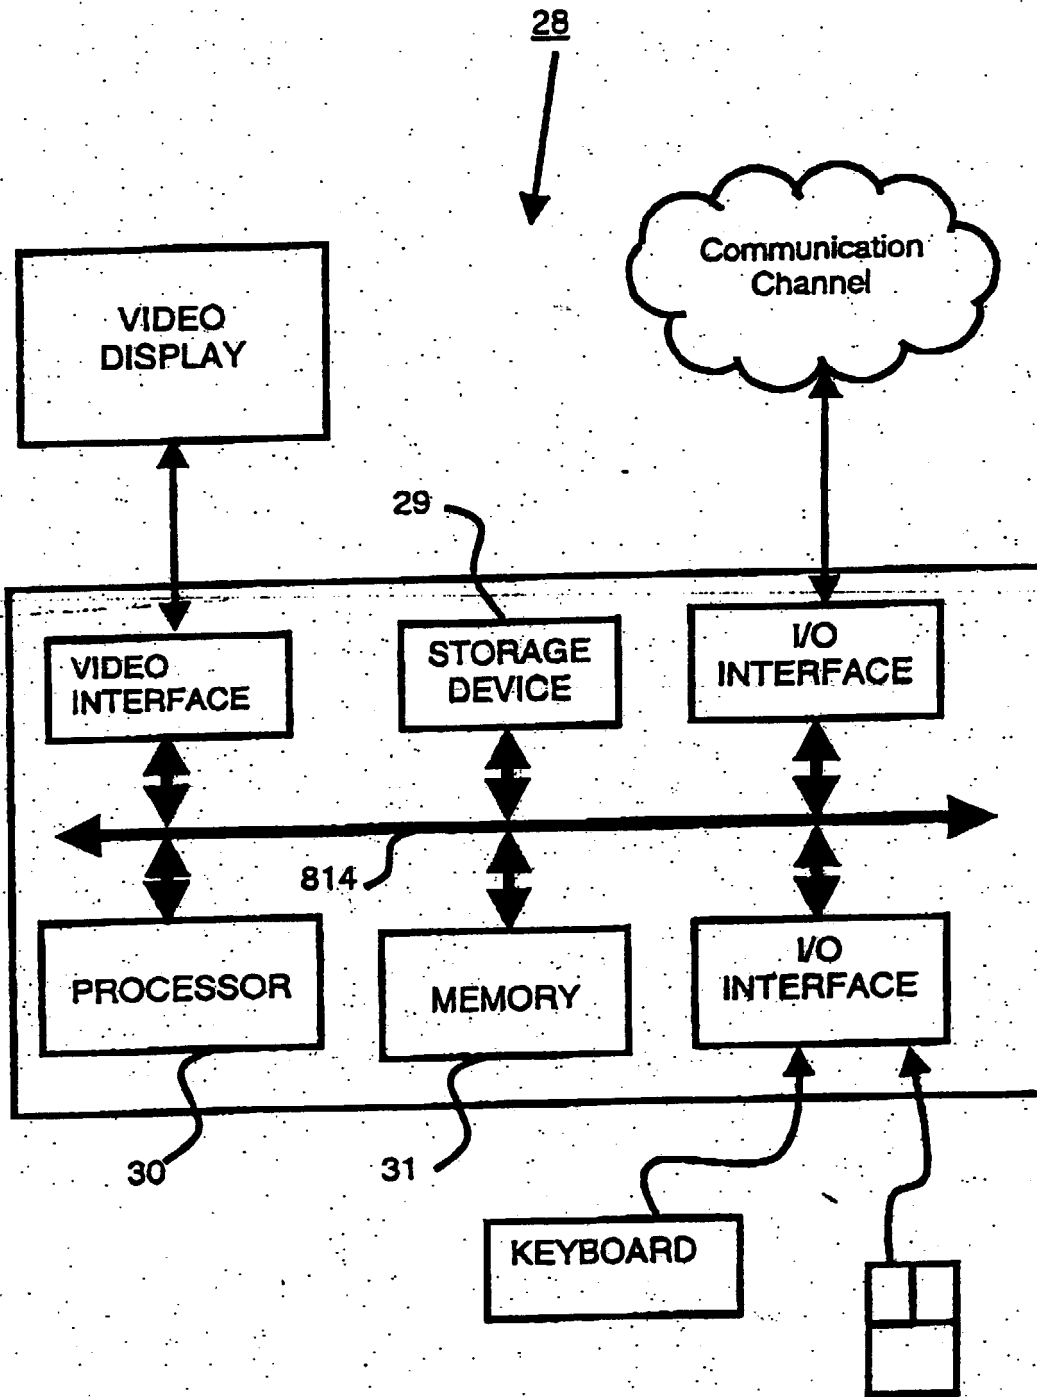 28
Communication
Channel
VIDEO
DISPLAY
29
VIDEO
INTERFACE
STORAGE
DEVICE
I/O
INTERFACE
814
PROCESSOR
MEMORY
I/O
INTERFACE
30
31
KEYBOARD